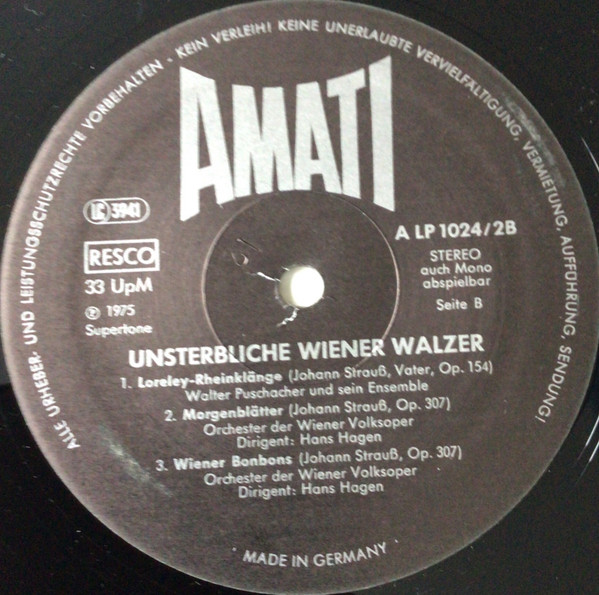 ALLE URHEBER- UND LEISTUNGSSCHUTZRECHTE VORBEHALTEN - KEIN VERLEIH! KEINE UNERLAUBTE VERVIELFÄLTIGUNG, VERMIETUNG, AUFFÜHRUNG, SENDUNG!
AMATI
LC 3941
RESCO
33 UpM
Ⓟ 1975
Supertone
A LP 1024/2B
STEREO
auch Mono
abspielbar
Seite B
UNSTERBLICHE WIENER WALZER
1. Loreley-Rheinklänge (Johann Strauß, Vater, Op. 154)
Walter Puschacher und sein Ensemble
2. Morgenblätter (Johann Strauß, Op. 307)
Orchester der Wiener Volksoper
Dirigent: Hans Hagen
3. Wiener Bonbons (Johann Strauß, Op. 307)
Orchester der Wiener Volksoper
Dirigent: Hans Hagen
MADE IN GERMANY